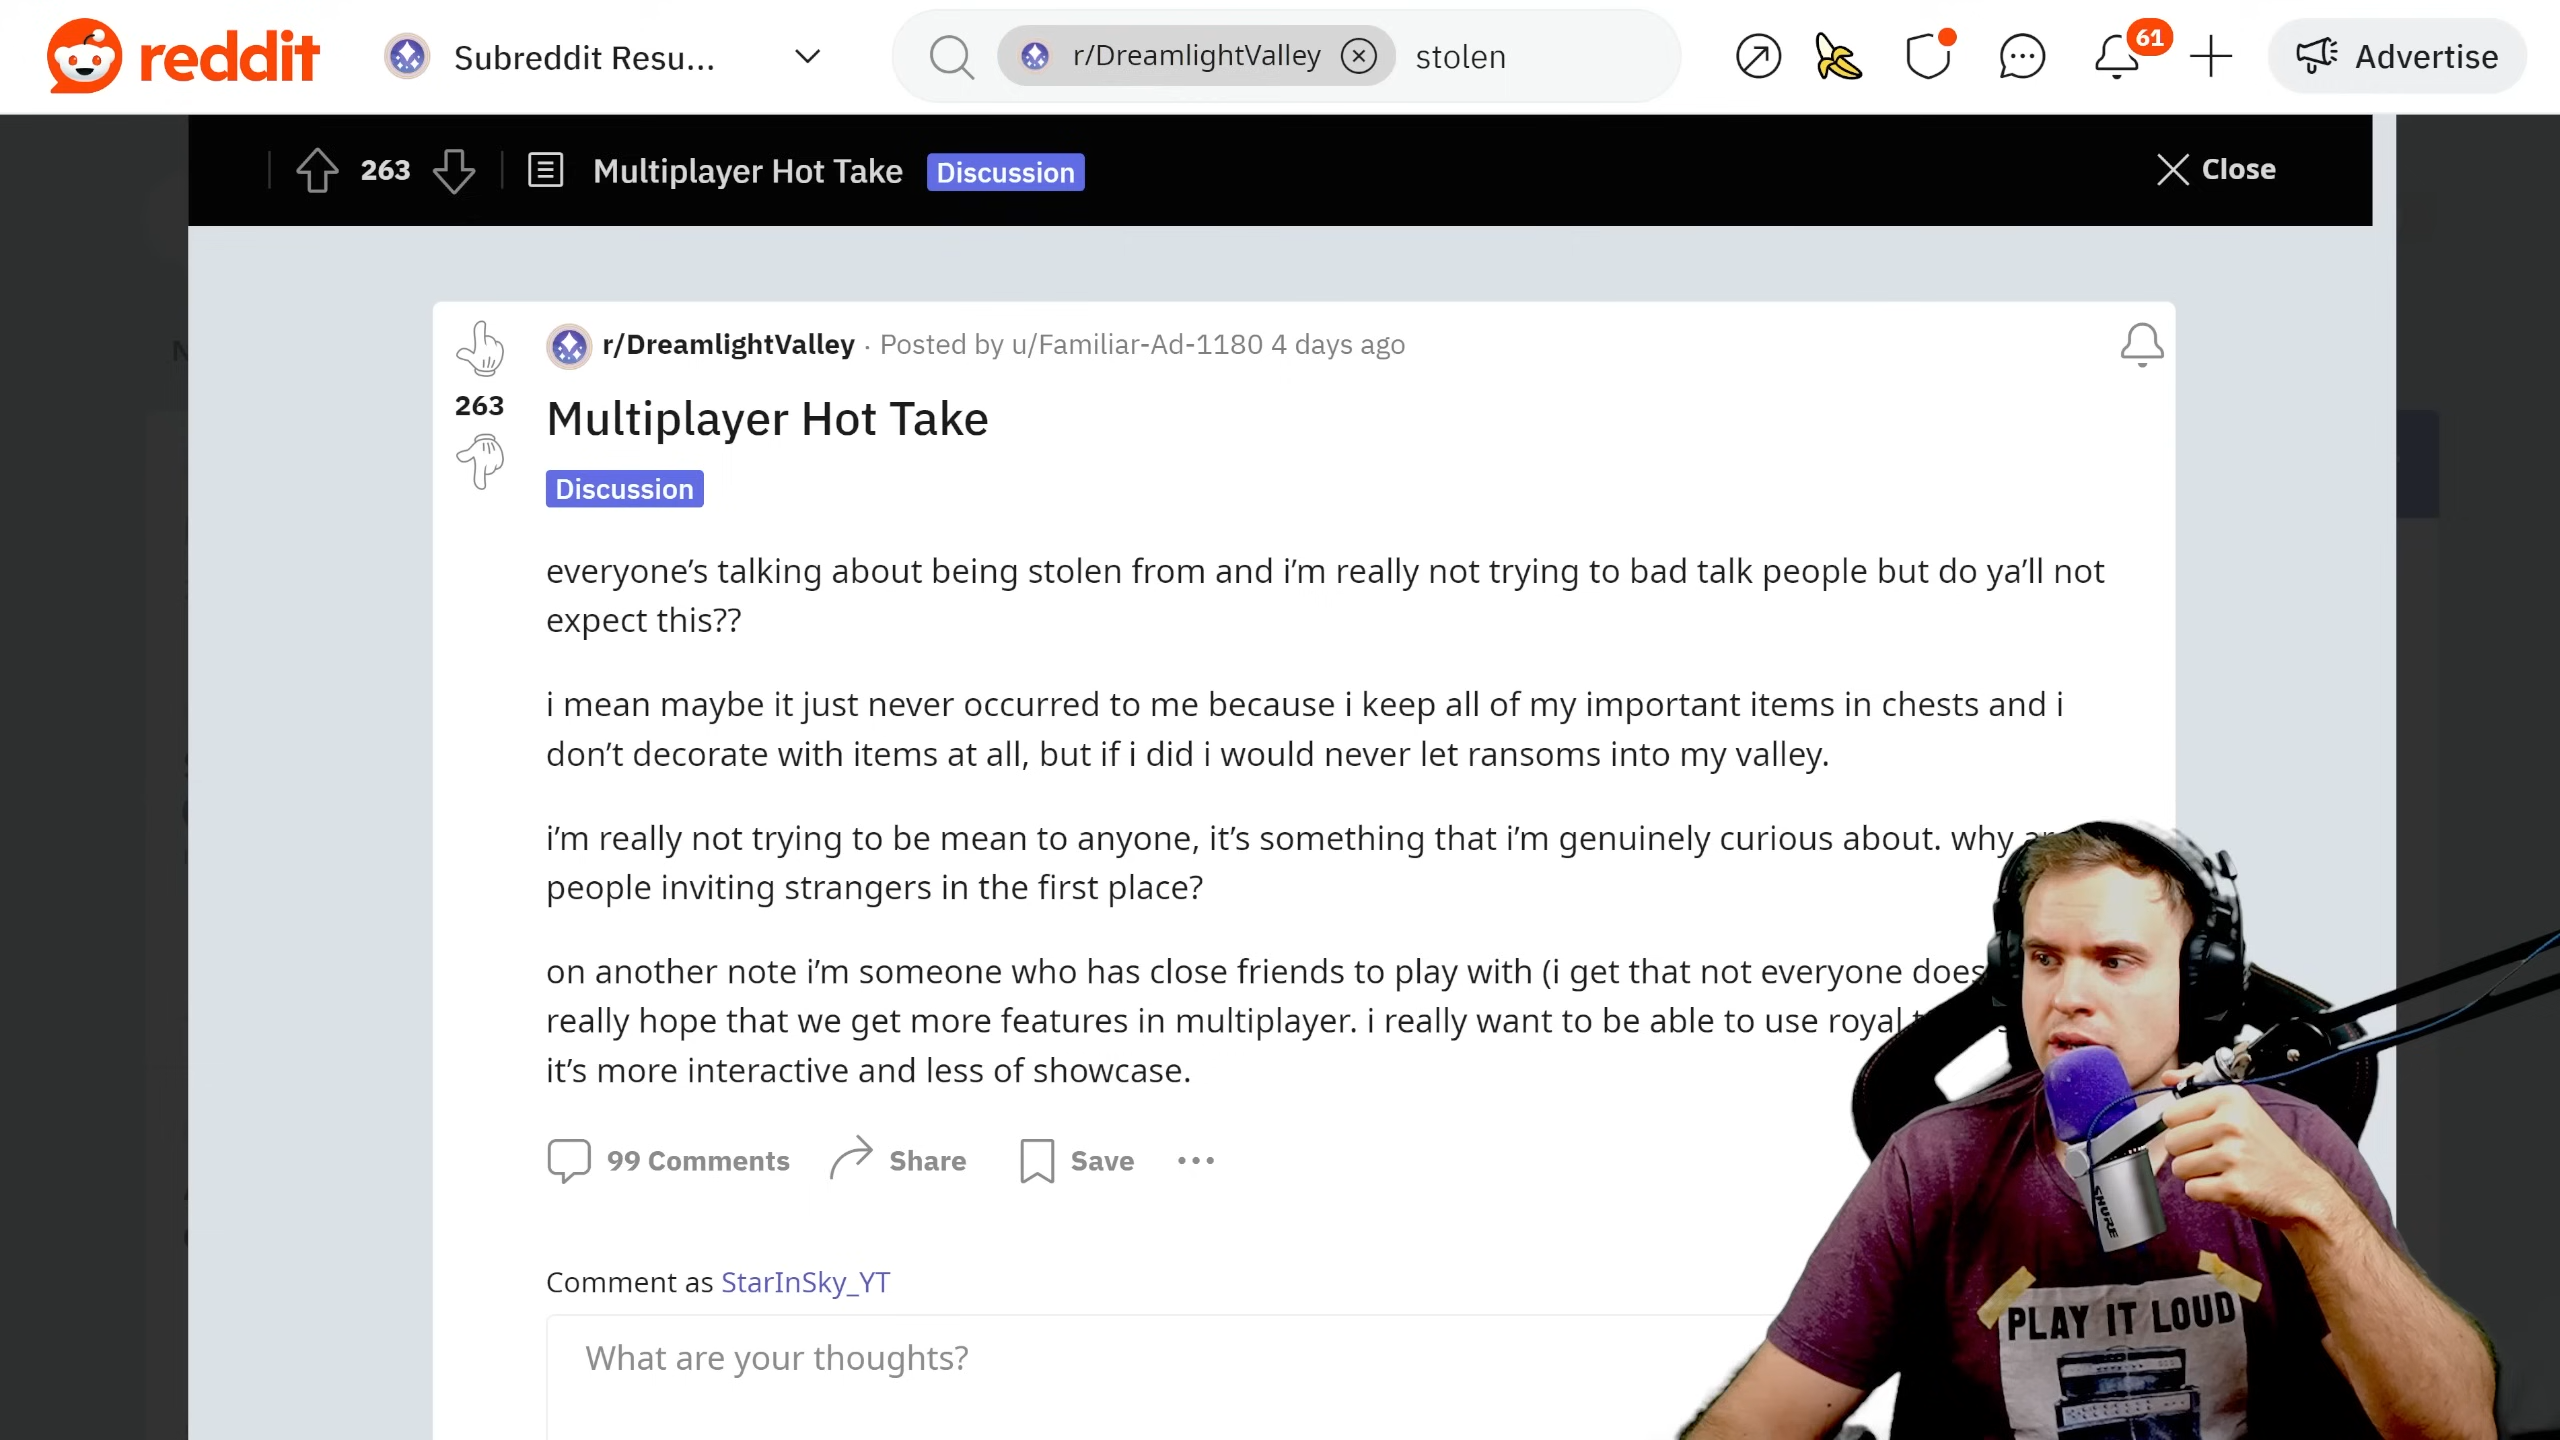 reddit
Subreddit Resu...
r/DreamlightValley
stolen
61
Advertise
263
Multiplayer Hot Take
Discussion
Close
r/DreamlightValley · Posted by u/Familiar-Ad-1180 4 days ago
263
Multiplayer Hot Take
Discussion
everyone’s talking about being stolen from and i’m really not trying to bad talk people but do ya’ll not
expect this??
i mean maybe it just never occurred to me because i keep all of my important items in chests and i
don’t decorate with items at all, but if i did i would never let ransoms into my valley.
i’m really not trying to be mean to anyone, it’s something that i’m genuinely curious about. why
people inviting strangers in the first place?
on another note i’m someone who has close friends to play with (i get that not everyone does
really hope that we get more features in multiplayer. i really want to be able to use royal
it’s more interactive and less of showcase.
99 Comments
Share
Save
Comment as StarInSky_YT
What are your thoughts?
SHURE
PLAY IT LOUD